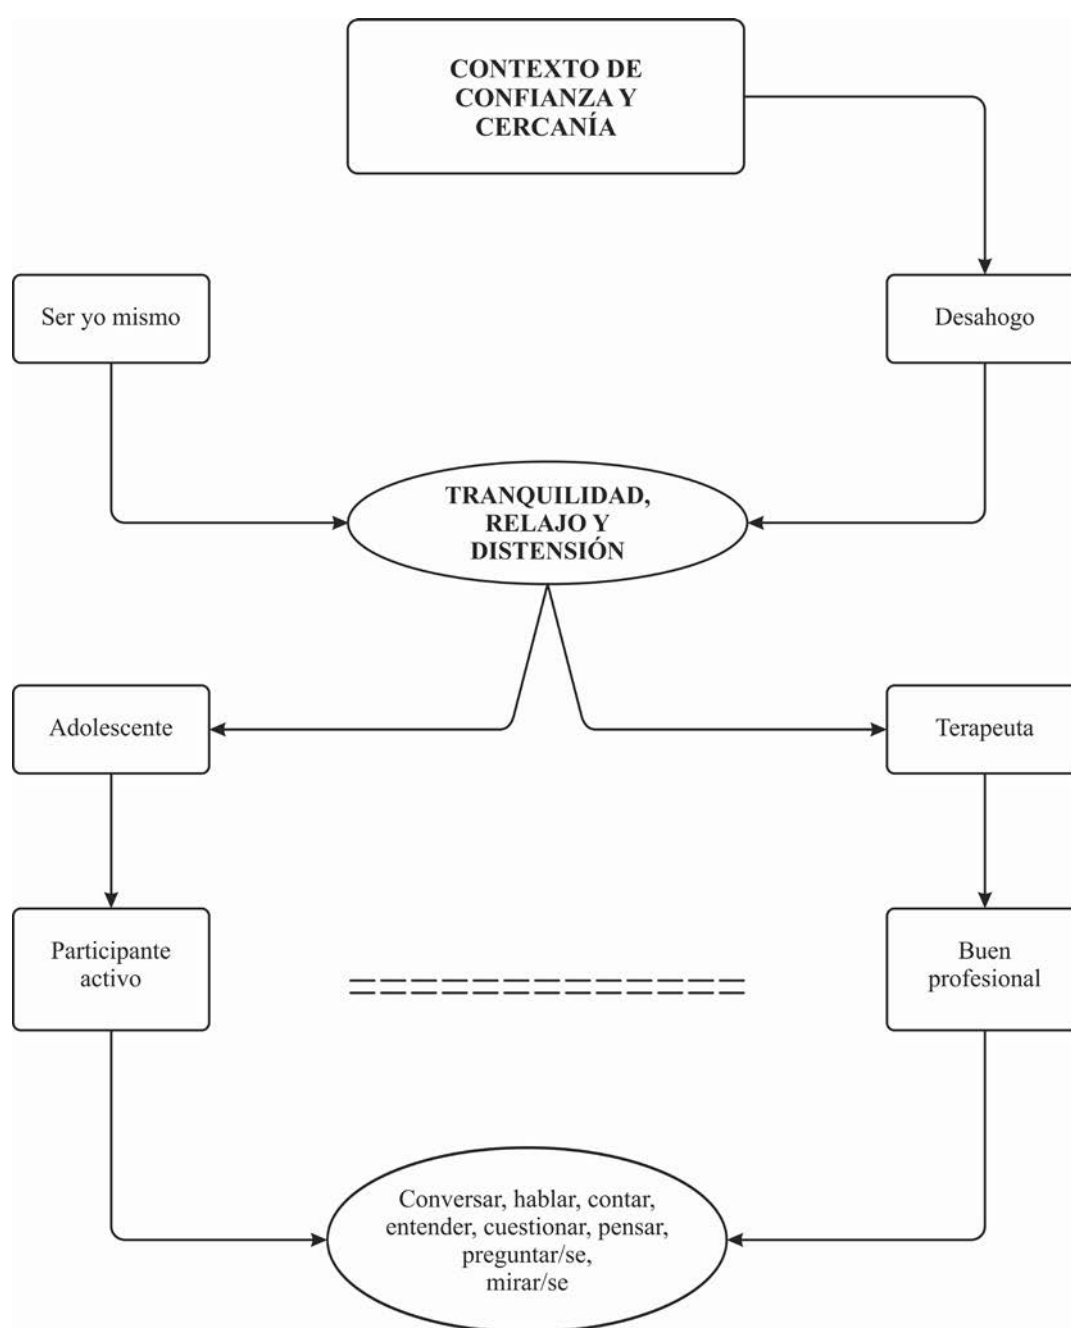 CONTEXTO DE
CONFIANZA Y
CERCANÍA
Ser yo mismo
Desahogo
TRANQUILIDAD,
RELAJO Y
DISTENSIÓN
Adolescente
Terapeuta
Participante
activo
Buen
profesional
Conversar, hablar, contar,
entender, cuestionar, pensar,
preguntar/se,
mirar/se